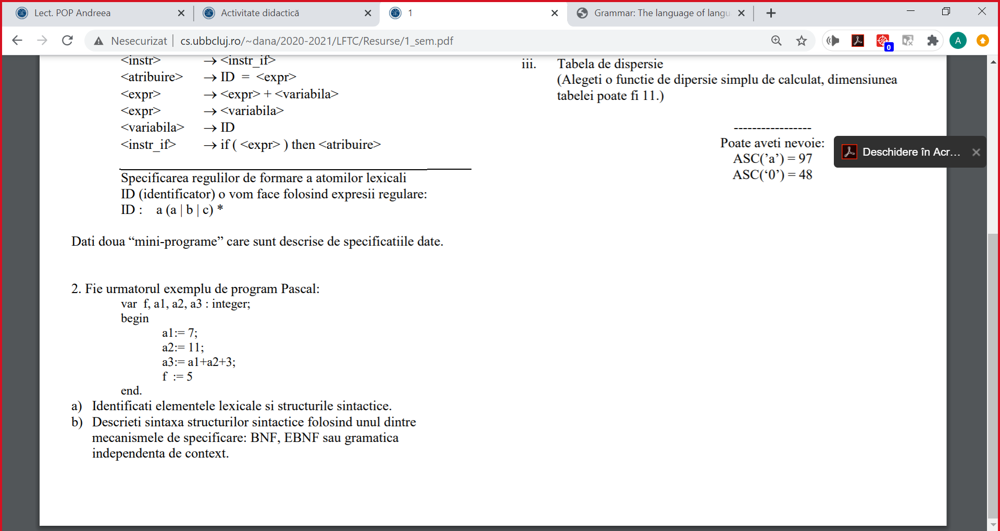 Lect. POP Andreea
Activitate didactică
1
Grammar: The language of langu
Nesecurizat
cs.ubbcluj.ro/~dana/2020-2021/LFTC/Resurse/1_sem.pdf
0
A
<instr> → <instr_if>
<atribuire> → ID = <expr>
<expr> → <expr> + <variabila>
<expr> → <variabila>
<variabila> → ID
<instr_if> → if ( <expr> ) then <atribuire>
Specificarea regulilor de formare a atomilor lexicali
ID (identificator) o vom face folosind expresii regulare:
ID : a (a | b | c) *
Dati doua “mini-programe” care sunt descrise de specificatiile date.
2. Fie urmatorul exemplu de program Pascal:
var f, a1, a2, a3 : integer;
begin
a1:= 7;
a2:= 11;
a3:= a1+a2+3;
f := 5
end.
a) Identificati elementele lexicale si structurile sintactice.
b) Descrieti sintaxa structurilor sintactice folosind unul dintre
mecanismele de specificare: BNF, EBNF sau gramatica
independenta de context.
iii. Tabela de dispersie
(Alegeti o functie de dipersie simplu de calculat, dimensiunea
tabelei poate fi 11.)
-----------------
Poate aveti nevoie:
ASC(’a’) = 97
ASC(‘0’) = 48
Deschidere în Acr...